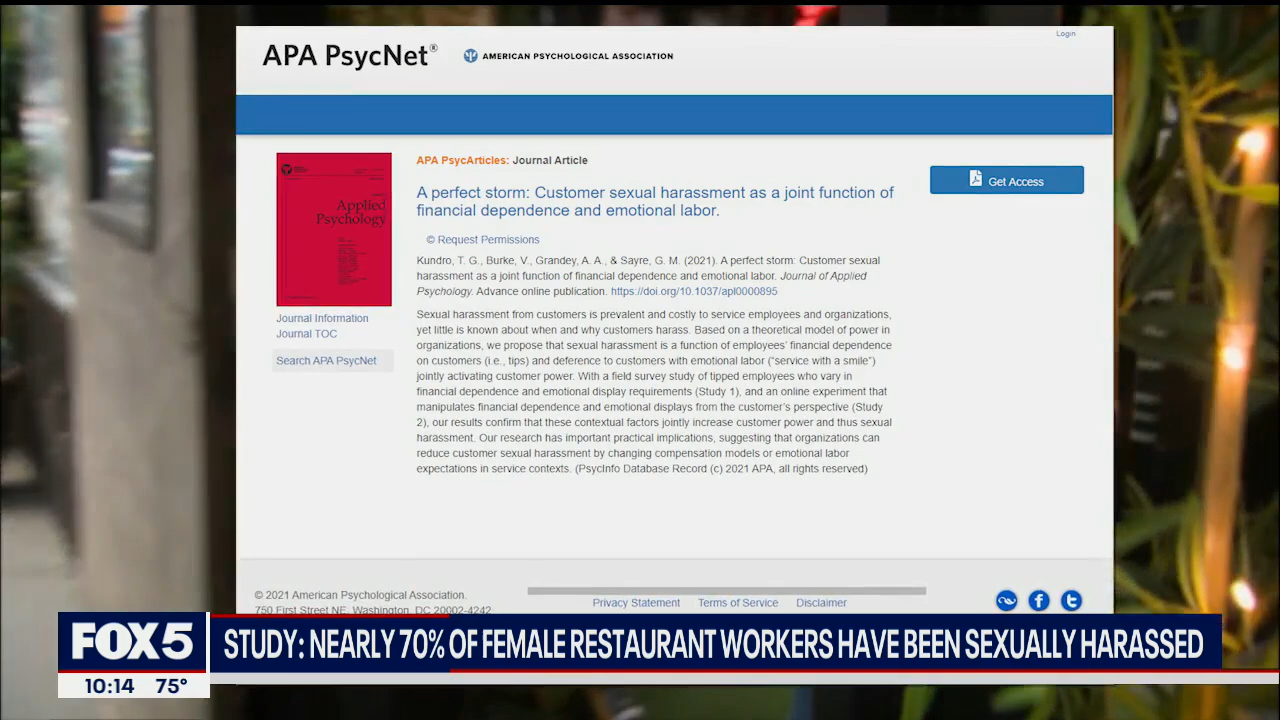 Login
APA PsycNet®
AMERICAN PSYCHOLOGICAL ASSOCIATION
Applied
Psychology
APA PsycArticles: Journal Article
Get Access
A perfect storm: Customer sexual harassment as a joint function of
financial dependence and emotional labor.
© Request Permissions
Kundro, T. G., Burke, V., Grandey, A. A., & Sayre, G. M. (2021). A perfect storm: Customer sexual
harassment as a joint function of financial dependence and emotional labor. Journal of Applied
Psychology. Advance online publication. https://doi.org/10.1037/apl0000895
Sexual harassment from customers is prevalent and costly to service employees and organizations,
yet little is known about when and why customers harass. Based on a theoretical model of power in
organizations, we propose that sexual harassment is a function of employees' financial dependence
on customers (i.e., tips) and deference to customers with emotional labor ("service with a smile")
jointly activating customer power. With a field survey study of tipped employees who vary in
financial dependence and emotional display requirements (Study 1), and an online experiment that
manipulates financial dependence and emotional displays from the customer's perspective (Study
2), our results confirm that these contextual factors jointly increase customer power and thus sexual
harassment. Our research has important practical implications, suggesting that organizations can
reduce customer sexual harassment by changing compensation models or emotional labor
expectations in service contexts. (PsycInfo Database Record (c) 2021 APA, all rights reserved)
Journal Information
Journal TOC
Search APA PsycNet
© 2021 American Psychological Association.
750 First Street NE, Washington, DC 20002-4242
Privacy Statement
Terms of Service
Disclaimer
FOX 5
STUDY: NEARLY 70% OF FEMALE RESTAURANT WORKERS HAVE BEEN SEXUALLY HARASSED
10:14 75°